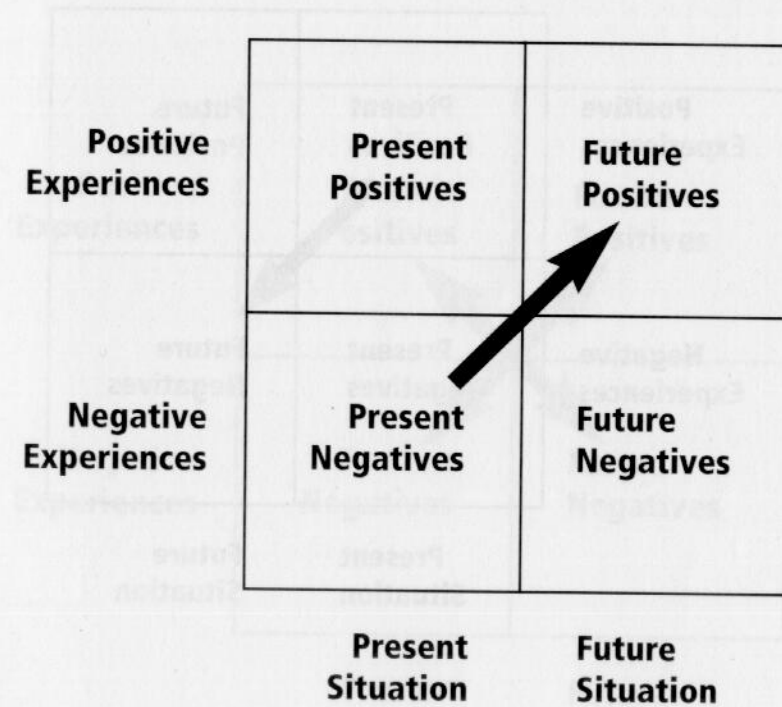 Positive
Experiences
Present
Positives
Future
Positives
Negative
Experiences
Present
Negatives
Future
Negatives
Present
Situation
Future
Situation